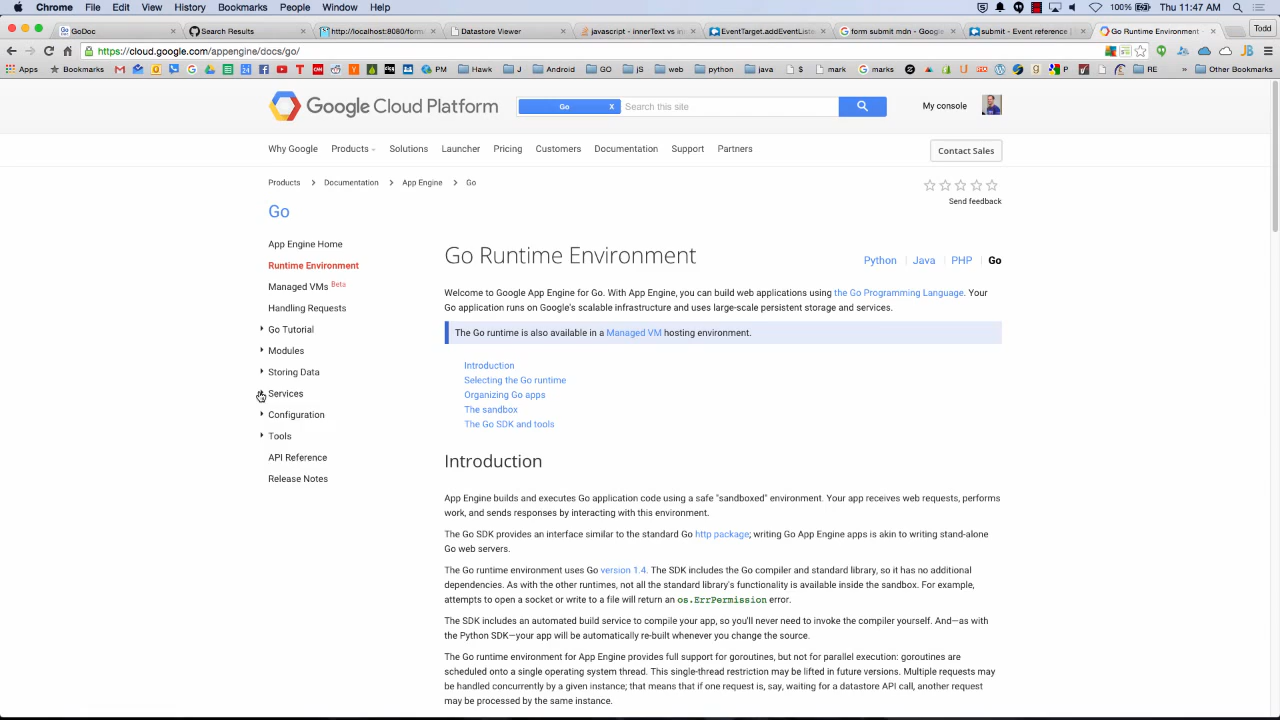 Chrome File Edit View History Bookmarks People Window Help
100% Thu 11:47 AM
GoDoc
Search Results
http://localhost:8080/form
Datastore Viewer
javascript - innerText vs in
EventTarget.addEventListe
form submit mdn - Google
submit - Event reference
Go Runtime Environment
Todd
https://cloud.google.com/appengine/docs/go/
Apps Bookmarks PM Hawk J Android GO jS web python java $ mark marks RE » Other Bookmarks
Google Cloud Platform
Go x Search this site
My console
Why Google Products Solutions Launcher Pricing Customers Documentation Support Partners
Contact Sales
Products > Documentation > App Engine > Go
Send feedback
Go
App Engine Home
Runtime Environment
Managed VMs Beta
Handling Requests
Go Tutorial
Modules
Storing Data
Services
Configuration
Tools
API Reference
Release Notes
Go Runtime Environment
Python | Java | PHP | Go
Welcome to Google App Engine for Go. With App Engine, you can build web applications using the Go Programming Language. Your
Go application runs on Google's scalable infrastructure and uses large-scale persistent storage and services.
The Go runtime is also available in a Managed VM hosting environment.
Introduction
Selecting the Go runtime
Organizing Go apps
The sandbox
The Go SDK and tools
Introduction
App Engine builds and executes Go application code using a safe "sandboxed" environment. Your app receives web requests, performs
work, and sends responses by interacting with this environment.
The Go SDK provides an interface similar to the standard Go http package; writing Go App Engine apps is akin to writing stand-alone
Go web servers.
The Go runtime environment uses Go version 1.4. The SDK includes the Go compiler and standard library, so it has no additional
dependencies. As with the other runtimes, not all the standard library's functionality is available inside the sandbox. For example,
attempts to open a socket or write to a file will return an os.ErrPermission error.
The SDK includes an automated build service to compile your app, so you'll never need to invoke the compiler yourself. And—as with
the Python SDK—your app will be automatically re-built whenever you change the source.
The Go runtime environment for App Engine provides full support for goroutines, but not for parallel execution: goroutines are
scheduled onto a single operating system thread. This single-thread restriction may be lifted in future versions. Multiple requests may
be handled concurrently by a given instance; that means that if one request is, say, waiting for a datastore API call, another request
may be processed by the same instance.